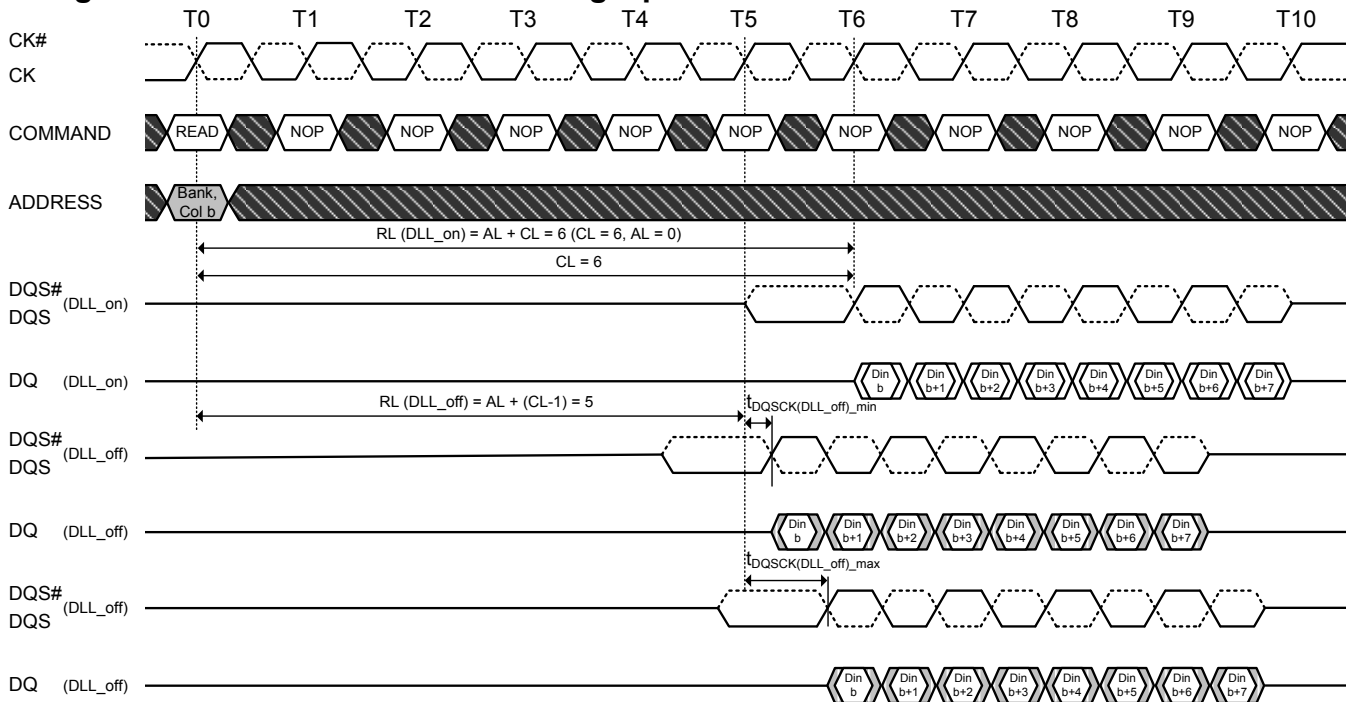 T0 T1 T2 T3 T4 T5 T6 T7 T8 T9 T10
CK#
CK
COMMAND READ NOP NOP NOP NOP NOP NOP NOP NOP NOP NOP
ADDRESS Bank, Col b
RL (DLL_on) = AL + CL = 6 (CL = 6, AL = 0)
CL = 6
DQS# (DLL_on)
DQS
DQ (DLL_on) Din b Din b+1 Din b+2 Din b+3 Din b+4 Din b+5 Din b+6 Din b+7
RL (DLL_off) = AL + (CL-1) = 5 tDQSCK(DLL_off)_min
DQS# (DLL_off)
DQS
DQ (DLL_off) Din b Din b+1 Din b+2 Din b+3 Din b+4 Din b+5 Din b+6 Din b+7
tDQSCK(DLL_off)_max
DQS# (DLL_off)
DQS
DQ (DLL_off) Din b Din b+1 Din b+2 Din b+3 Din b+4 Din b+5 Din b+6 Din b+7